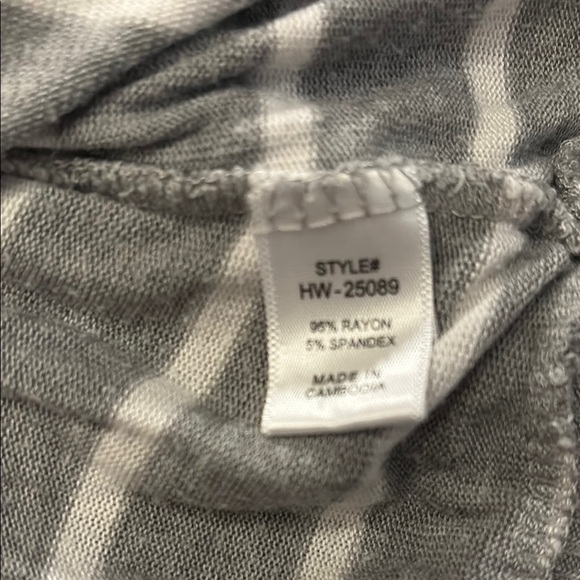 STYLE#
HW-25089
95% RAYON
5% SPANDEX
MADE IN
CAMBODIA